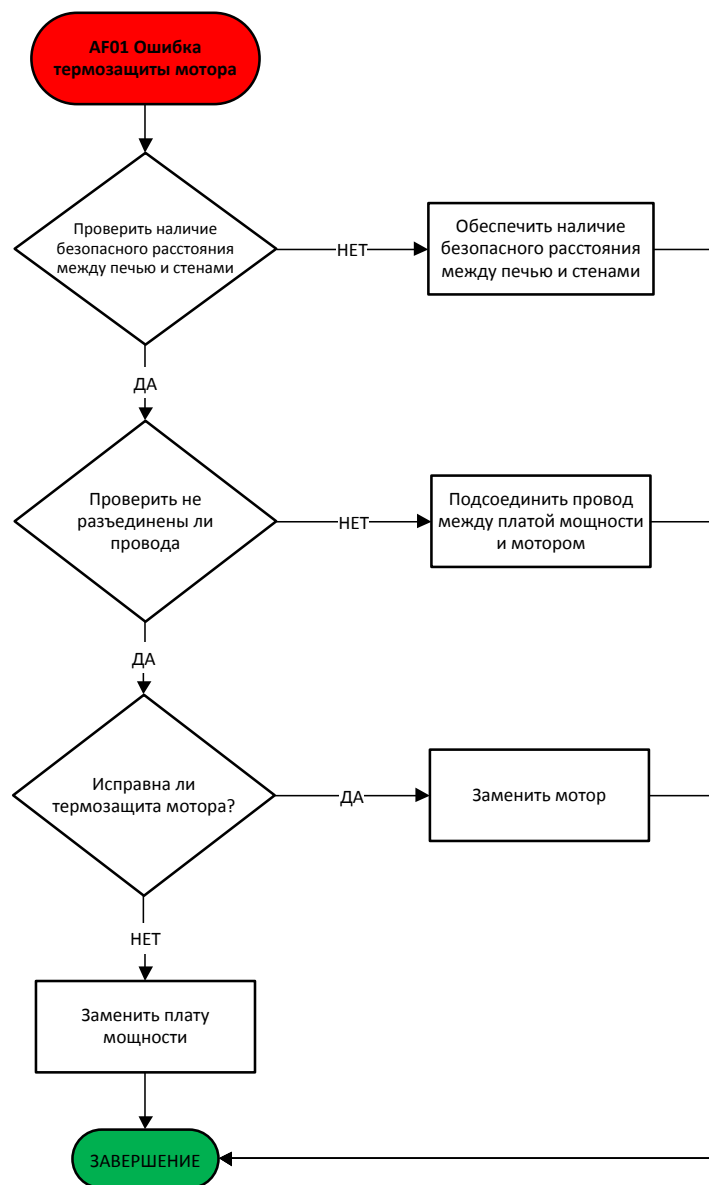 AF01 Ошибка
термозащиты мотора
Проверить наличие
безопасного расстояния
между печью и стенами
НЕТ
Обеспечить наличие
безопасного расстояния
между печью и стенами
ДА
Проверить не
разъединены ли
провода
НЕТ
Подсоединить провод
между платой мощности
и мотором
ДА
Исправна ли
термозащита мотора?
ДА
Заменить мотор
НЕТ
Заменить плату
мощности
ЗАВЕРШЕНИЕ